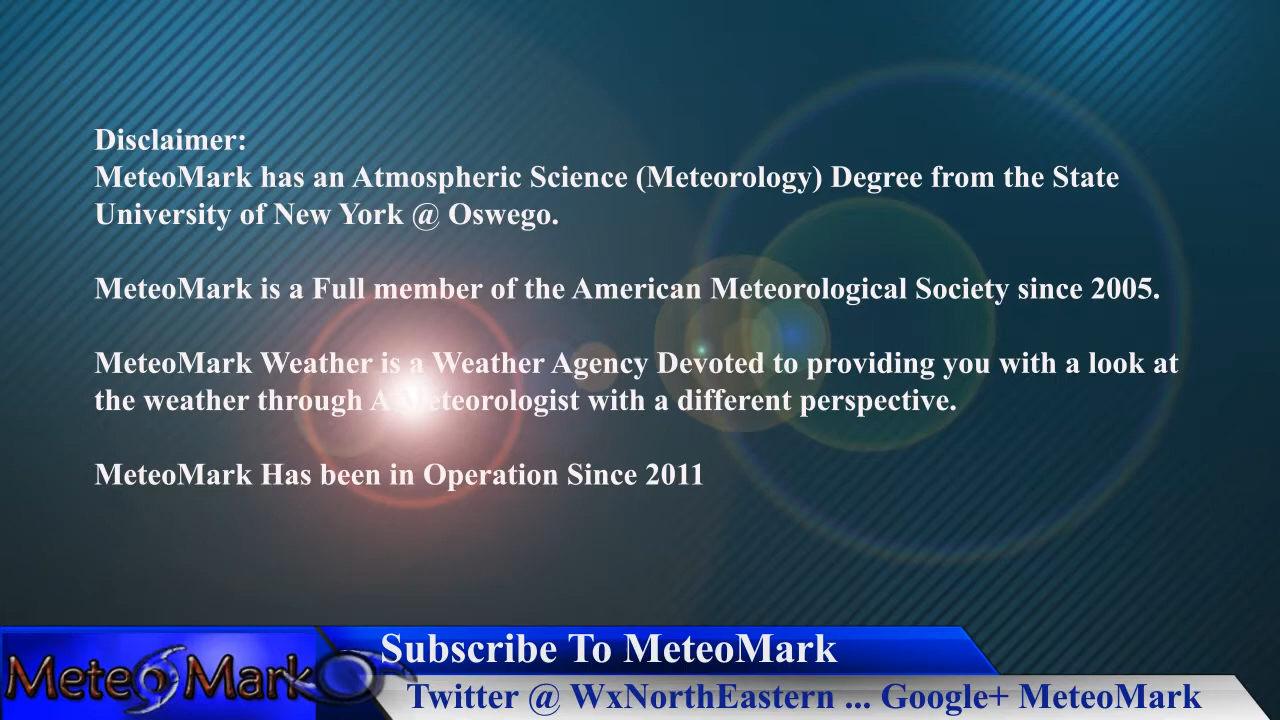 Disclaimer:
MeteoMark has an Atmospheric Science (Meteorology) Degree from the State
University of New York @ Oswego.
MeteoMark is a Full member of the American Meteorological Society since 2005.
MeteoMark Weather is a Weather Agency Devoted to providing you with a look at
the weather through A Meteorologist with a different perspective.
MeteoMark Has been in Operation Since 2011
Subscribe To MeteoMark
MeteoMark
Twitter @ WxNorthEastern ... Google+ MeteoMark